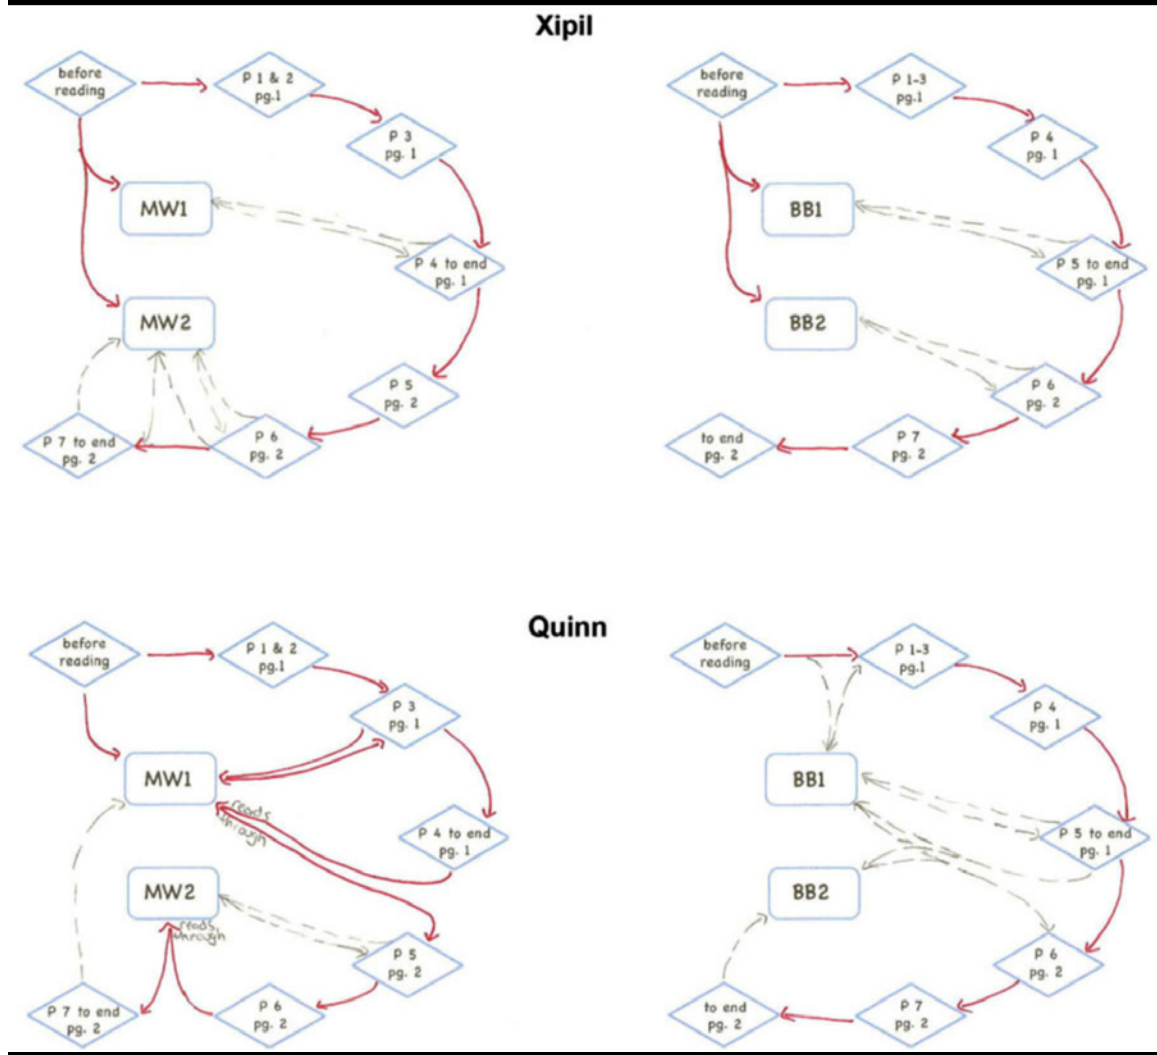 Xipil
before
reading
P 1 & 2
pg.1
P 3
pg. 1
MW1
P 4 to end
pg. 1
MW2
P 5
pg. 2
P 6
pg. 2
P 7 to end
pg. 2
before
reading
P 1-3
pg.1
P 4
pg. 1
BB1
P 5 to end
pg. 1
BB2
P 6
pg. 2
P 7
pg. 2
to end
pg. 2
Quinn
before
reading
P 1 & 2
pg.1
P 3
pg. 1
MW1
reads
through
P 4 to end
pg. 1
MW2
reads
through
P 5
pg. 2
P 6
pg. 2
P 7 to end
pg. 2
before
reading
P 1-3
pg.1
P 4
pg. 1
BB1
P 5 to end
pg. 1
BB2
P 6
pg. 2
P 7
pg. 2
to end
pg. 2